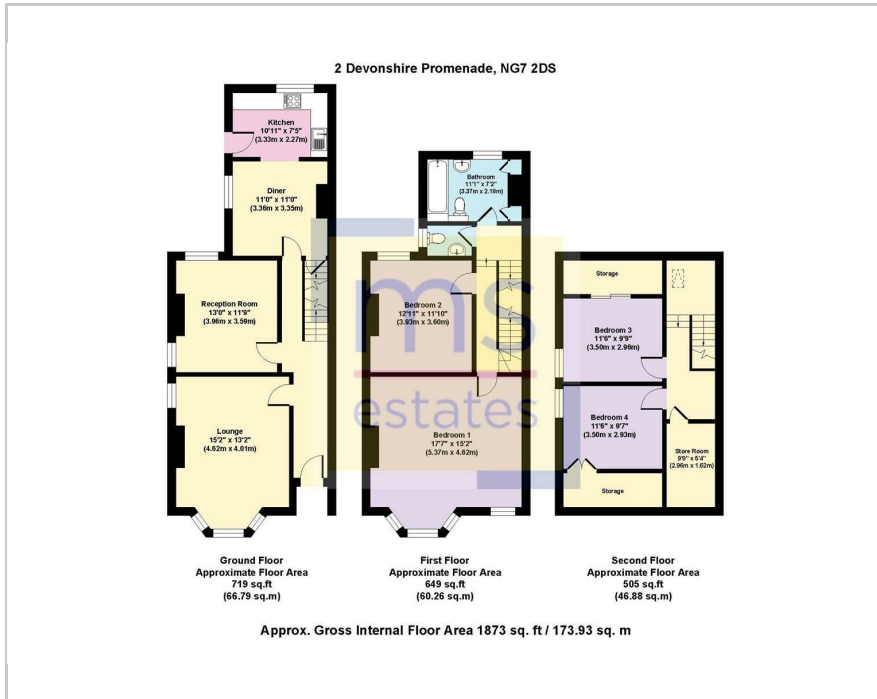 2 Devonshire Promenade, NG7 2DS
Kitchen
10'11" x 7'5"
(3.33m x 2.27m)
Diner
11'0" x 11'0"
(3.36m x 3.35m)
Reception Room
13'0" x 11'9"
(3.96m x 3.59m)
Lounge
15'2" x 13'2"
(4.62m x 4.01m)
Ground Floor
Approximate Floor Area
719 sq.ft
(66.79 sq.m)
Bathroom
11'1" x 7'2"
(3.37m x 2.18m)
Bedroom 2
12'11" x 11'10"
(3.93m x 3.60m)
ms
estates
Bedroom 1
17'7" x 15'2"
(5.37m x 4.62m)
First Floor
Approximate Floor Area
649 sq.ft
(60.26 sq.m)
Storage
Bedroom 3
11'6" x 9'9"
(3.50m x 2.96m)
Bedroom 4
11'6" x 9'7"
(3.50m x 2.93m)
Store Room
9'9" x 5'4"
(2.96m x 1.62m)
Storage
Second Floor
Approximate Floor Area
505 sq.ft
(46.88 sq.m)
Approx. Gross Internal Floor Area 1873 sq. ft / 173.93 sq. m